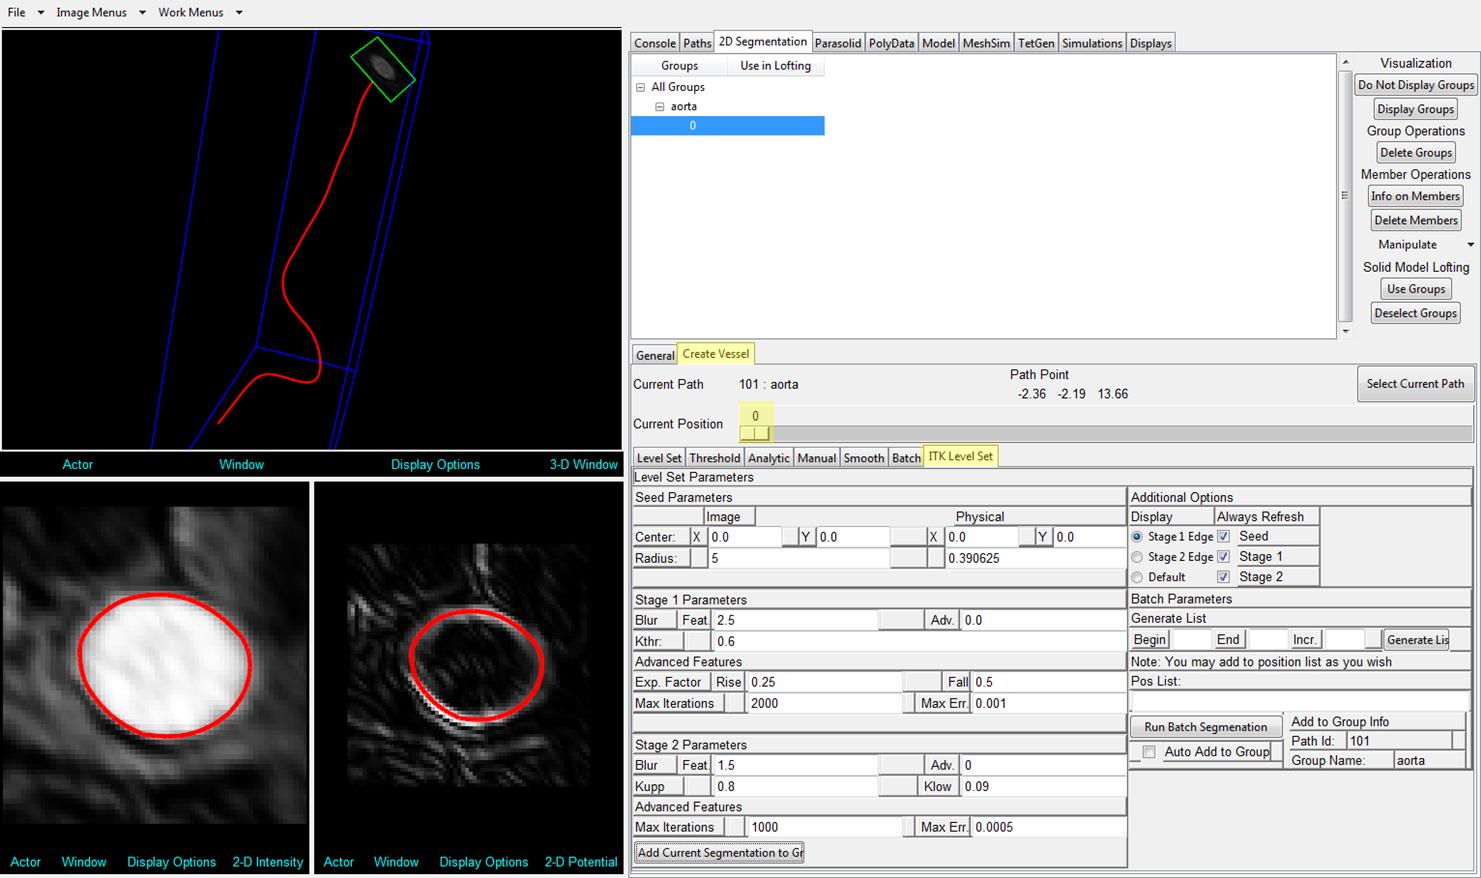 File Image Menus Work Menus
Console Paths 2D Segmentation Parasolid PolyData Model MeshSim TetGen Simulations Displays
Groups Use in Lofting
All Groups
aorta
0
Visualization
Do Not Display Groups
Display Groups
Group Operations
Delete Groups
Member Operations
Info on Members
Delete Members
Manipulate
Solid Model Lofting
Use Groups
Deselect Groups
General Create Vessel
Current Path 101 : aorta
Path Point
-2.36 -2.19 13.66
Select Current Path
Current Position 0
Level Set Threshold Analytic Manual Smooth Batch ITK Level Set
Level Set Parameters
Seed Parameters
Image Physical
Center: X 0.0 Y 0.0 X 0.0 Y 0.0
Radius: 5 0.390625
Stage 1 Parameters
Blur Feat. 2.5 Adv. 0.0
Kthr: 0.6
Advanced Features
Exp. Factor Rise 0.25 Fall 0.5
Max Iterations 2000 Max Err. 0.001
Stage 2 Parameters
Blur Feat. 1.5 Adv. 0
Kupp 0.8 Klow 0.09
Advanced Features
Max Iterations 1000 Max Err. 0.0005
Add Current Segmentation to Gr
Additional Options
Display Always Refresh
Stage 1 Edge Seed
Stage 2 Edge Stage 1
Default Stage 2
Batch Parameters
Generate List
Begin End Incr. Generate Lis
Note: You may add to position list as you wish
Pos List:
Run Batch Segmenation
Auto Add to Group
Add to Group Info
Path Id: 101
Group Name: aorta
Actor Window Display Options 3-D Window
Actor Window Display Options 2-D Intensity
Actor Window Display Options 2-D Potential